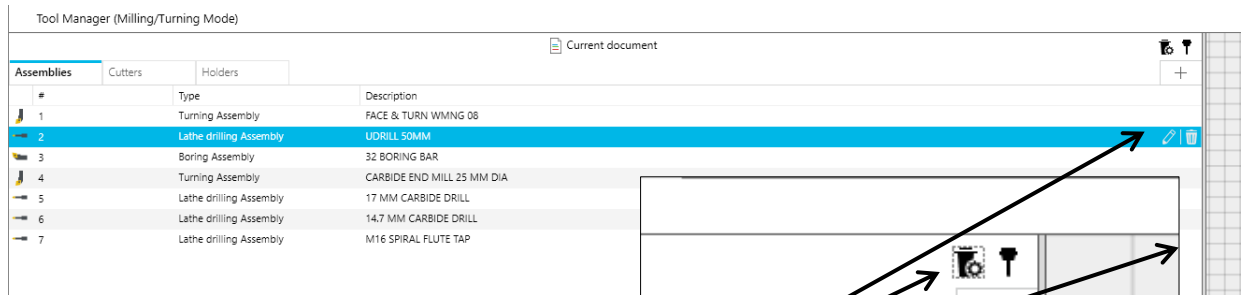 Tool Manager (Milling/Turning Mode)
Current document
Assemblies Cutters Holders
# Type Description
1 Turning Assembly FACE & TURN WMNG 08
2 Lathe drilling Assembly UDRILL 50MM
3 Boring Assembly 32 BORING BAR
4 Turning Assembly CARBIDE END MILL 25 MM DIA
5 Lathe drilling Assembly 17 MM CARBIDE DRILL
6 Lathe drilling Assembly 14.7 MM CARBIDE DRILL
7 Lathe drilling Assembly M16 SPIRAL FLUTE TAP